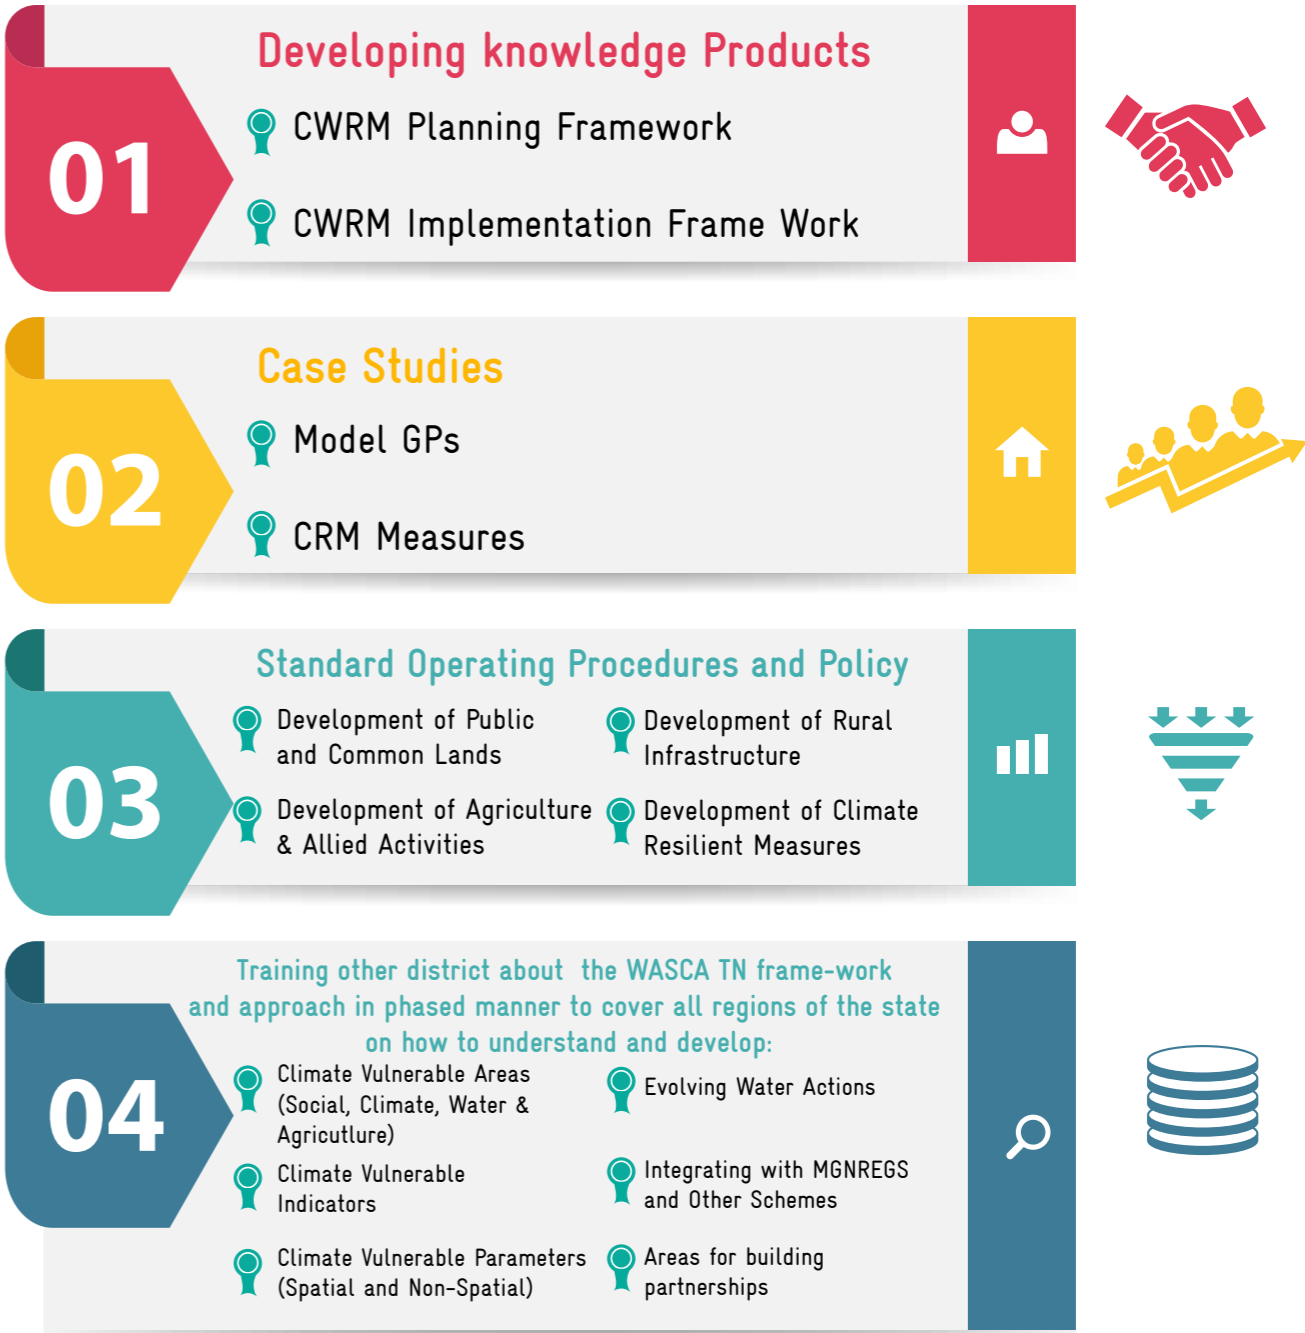 01
Developing knowledge Products
CWRM Planning Framework
CWRM Implementation Frame Work
02
Case Studies
Model GPs
CRM Measures
03
Standard Operating Procedures and Policy
Development of Public
and Common Lands
Development of Agriculture
& Allied Activities
Development of Rural
Infrastructure
Development of Climate
Resilient Measures
04
Training other district about the WASCA TN frame-work
and approach in phased manner to cover all regions of the state
on how to understand and develop:
Climate Vulnerable Areas
(Social, Climate, Water &
Agricutlure)
Climate Vulnerable
Indicators
Climate Vulnerable Parameters
(Spatial and Non-Spatial)
Evolving Water Actions
Integrating with MGNREGS
and Other Schemes
Areas for building
partnerships